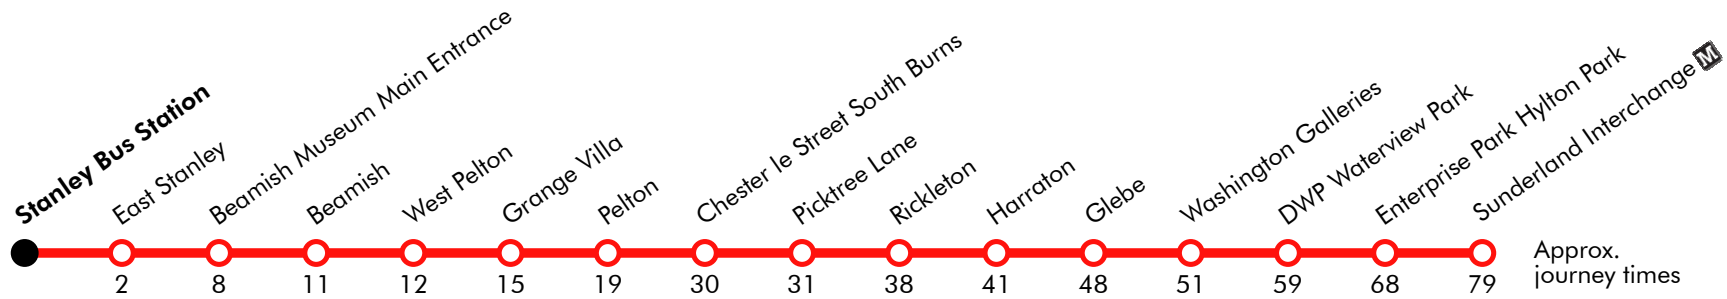 Stanley Bus Station
East Stanley
Beamish Museum Main Entrance
Beamish
West Pelton
Grange Villa
Pelton
Chester le Street South Burns
Picktree Lane
Rickleton
Harraton
Glebe
Washington Galleries
DWP Waterview Park
Enterprise Park Hylton Park
Sunderland Interchange M
2 8 11 12 15 19 30 31 38 41 48 51 59 68 79
Approx.
journey times